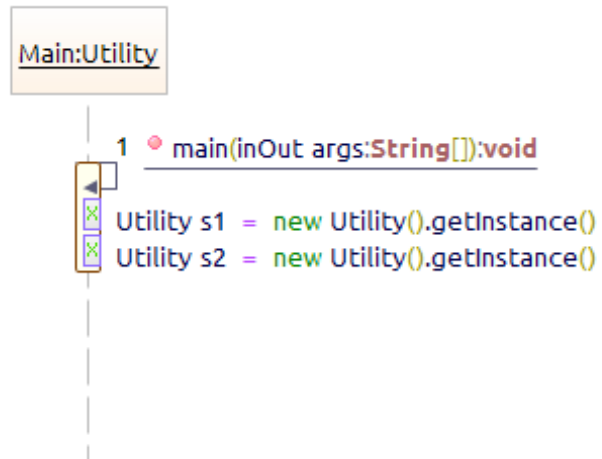 Main:Utility
1 main(inOut args:String[]):void
Utility s1 = new Utility().getInstance()
Utility s2 = new Utility().getInstance()